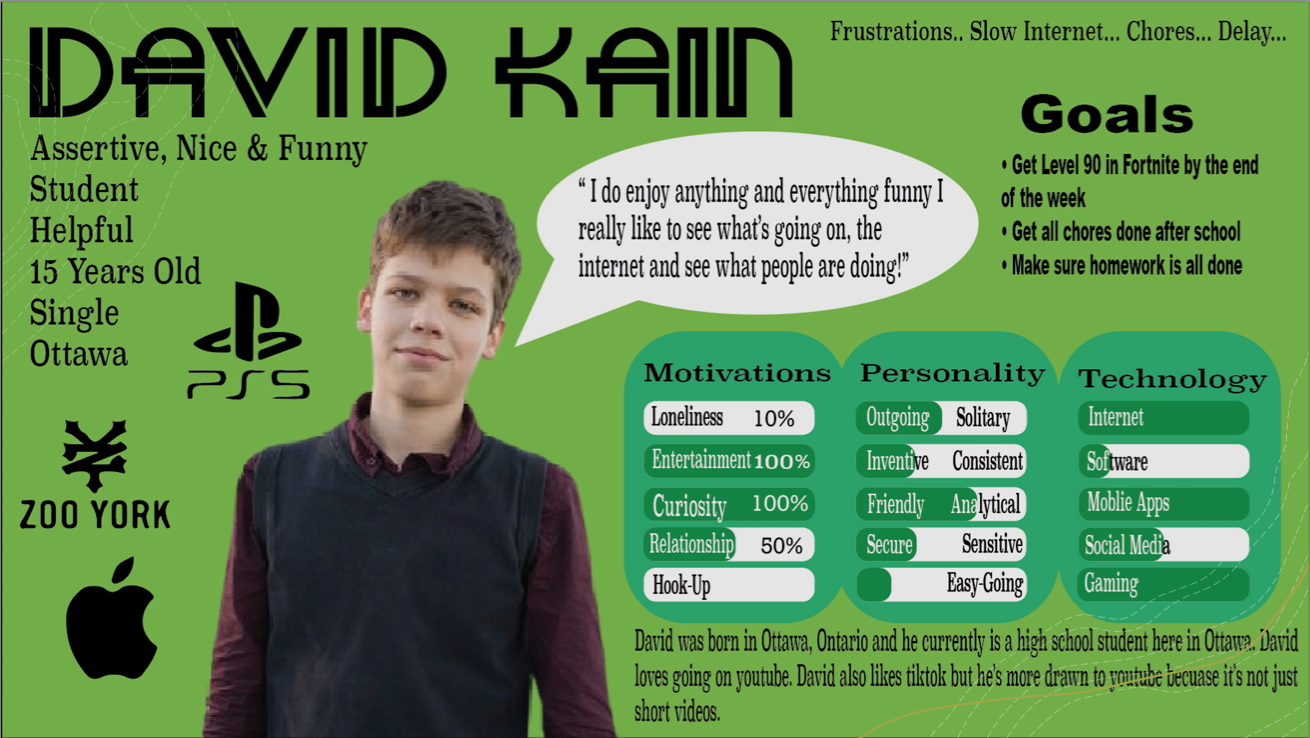 DAVID KAIN
Frustrations.. Slow Internet... Chores... Delay...
Assertive, Nice & Funny
Student
Helpful
15 Years Old
Single
Ottawa
PS5
ZOO YORK
“ I do enjoy anything and everything funny I
really like to see what’s going on, the
internet and see what people are doing!”
Goals
• Get Level 90 in Fortnite by the end
of the week
• Get all chores done after school
• Make sure homework is all done
Motivations
Loneliness 10%
Entertainment 100%
Curiosity 100%
Relationship 50%
Hook-Up
Personality
Outgoing Solitary
Inventive Consistent
Friendly Analytical
Secure Sensitive
Easy-Going
Technology
Internet
Software
Moblie Apps
Social Media
Gaming
David was born in Ottawa, Ontario and he currently is a high school student here in Ottawa. David
loves going on youtube. David also likes tiktok but he’s more drawn to youtube becuase it’s not just
short videos.